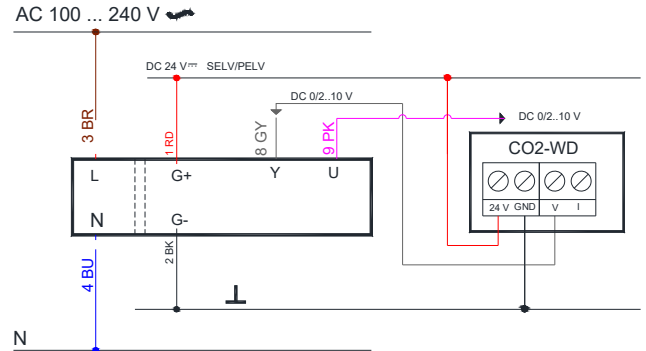 AC 100 ... 240 V
DC 24 V⎓ SELV/PELV
DC 0/2..10 V
DC 0/2..10 V
3 BR
1 RD
8 GY
9 PK
CO2-WD
L
G+
Y
U
24 V GND V I
N
G-
4 BU
2 BK
N